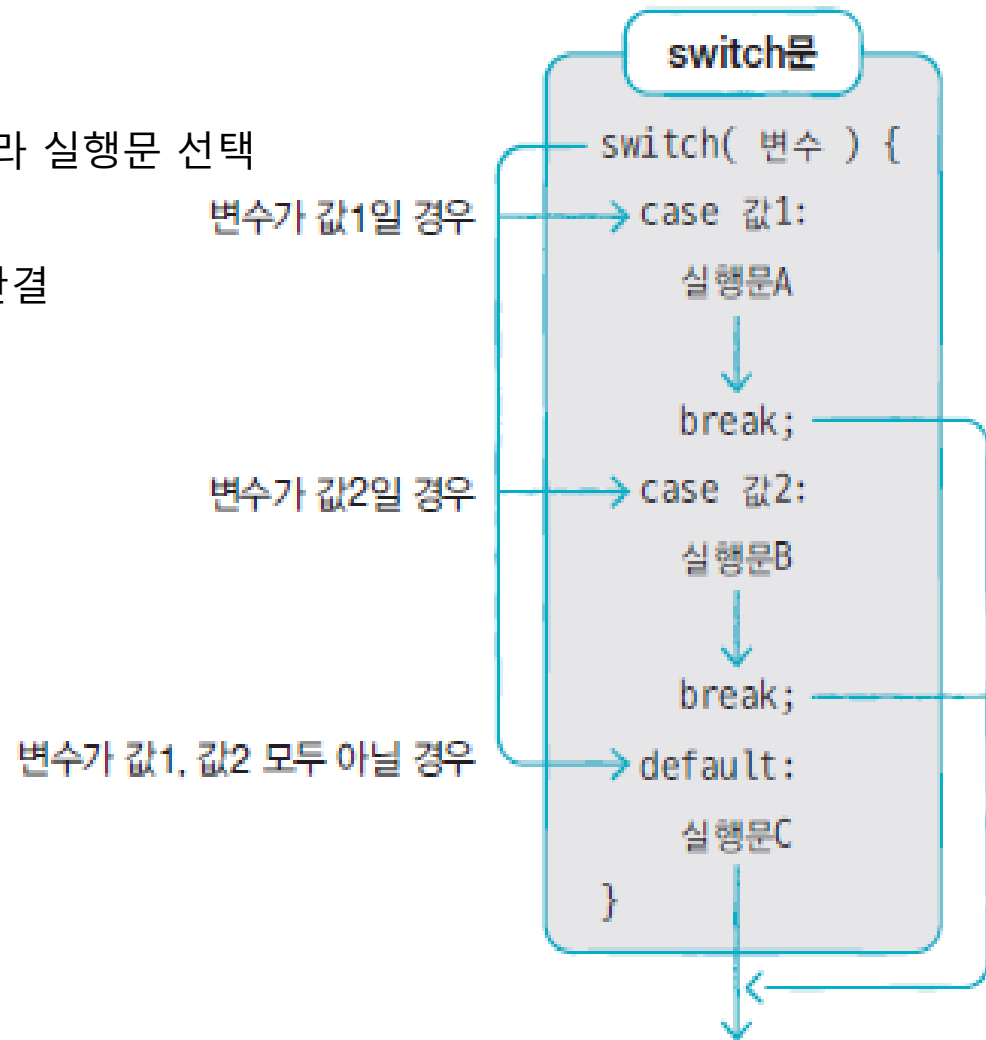 switch문
라 실행문 선택
switch( 변수 ) {
변수가 값1일 경우
case 값1:
간결
실행문A
break;
변수가 값2일 경우
case 값2:
실행문B
break;
변수가 값1, 값2 모두 아닐 경우
default:
실행문C
}